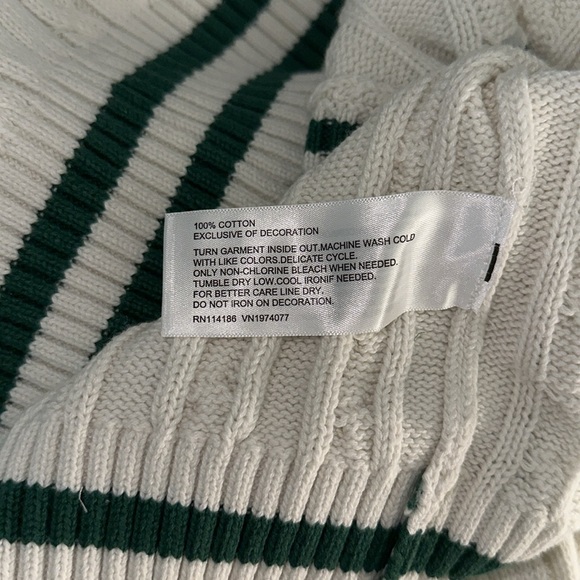 100% COTTON
EXCLUSIVE OF DECORATION
TURN GARMENT INSIDE OUT.MACHINE WASH COLD
WITH LIKE COLORS.DELICATE CYCLE.
ONLY NON-CHLORINE BLEACH WHEN NEEDED.
TUMBLE DRY LOW.COOL IRONIF NEEDED.
FOR BETTER CARE LINE DRY.
DO NOT IRON ON DECORATION.
RN114186 VN1974077